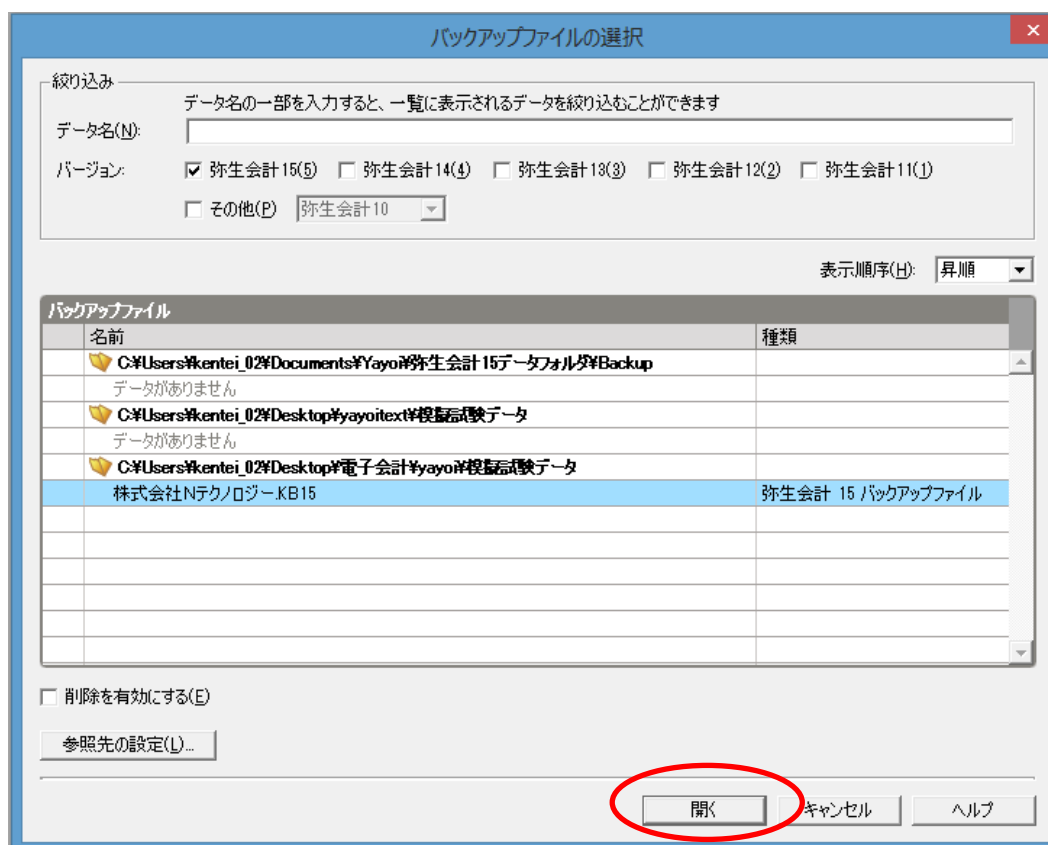 バックアップファイルの選択
絞り込み
データ名の一部を入力すると、一覧に表示されるデータを絞り込むことができます
データ名(N):
バージョン: 弥生会計15(5) 弥生会計14(4) 弥生会計13(3) 弥生会計12(2) 弥生会計11(1)
その他(P) 弥生会計10
表示順序(H): 昇順
バックアップファイル
名前 種類
C:¥Users¥kentei_02¥Documents¥Yayoi¥弥生会計15データフォルダ¥Backup
データがありません
C:¥Users¥kentei_02¥Desktop¥yayoitext¥模擬試験データ
データがありません
C:¥Users¥kentei_02¥Desktop¥電子会計¥yayoi¥模擬試験データ
株式会社Nテクノロジー.KB15 弥生会計 15 バックアップファイル
削除を有効にする(E)
参照先の設定(L)...
開く キャンセル ヘルプ